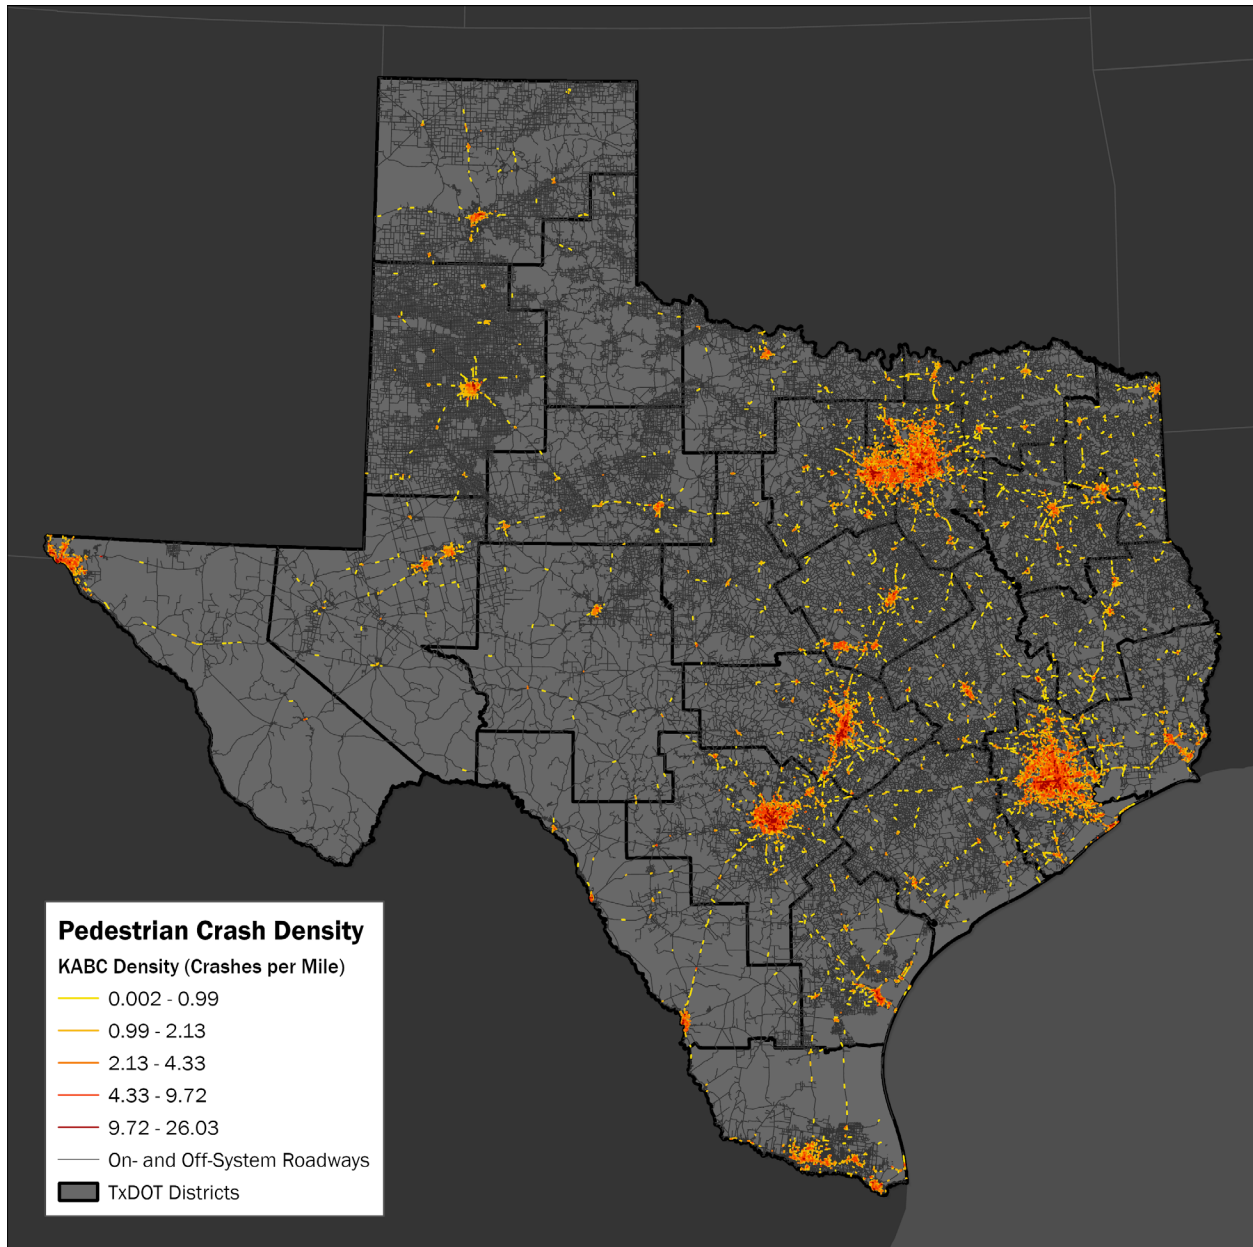 Pedestrian Crash Density
KABC Density (Crashes per Mile)
0.002 - 0.99
0.99 - 2.13
2.13 - 4.33
4.33 - 9.72
9.72 - 26.03
On- and Off-System Roadways
TxDOT Districts